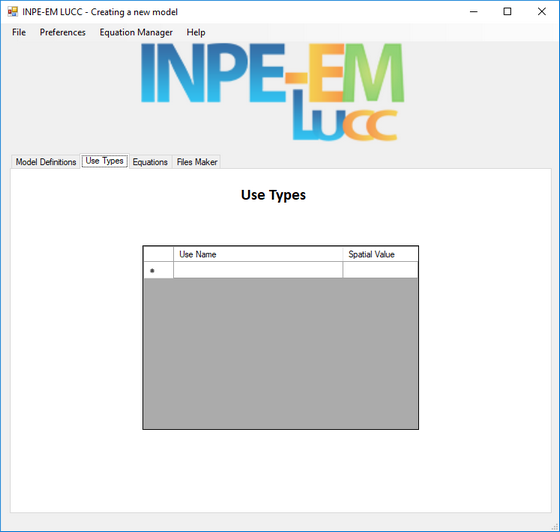 INPE-EM LUCC - Creating a new model
File Preferences Equation Manager Help
INPE-EM
LUCC
Model Definitions Use Types Equations Files Maker
Use Types
Use Name Spatial Value
*